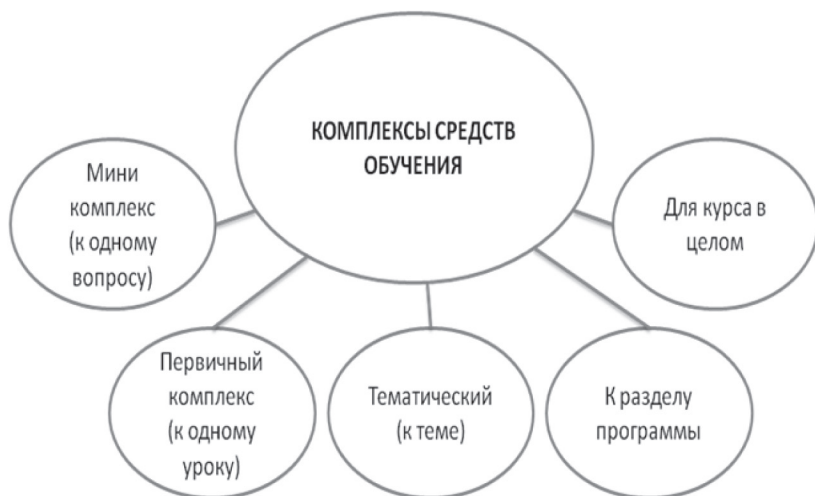 КОМПЛЕКСЫ СРЕДСТВ
ОБУЧЕНИЯ
Мини
комплекс
(к одному
вопросу)
Первичный
комплекс
(к одному
уроку)
Тематический
(к теме)
К разделу
программы
Для курса в
целом